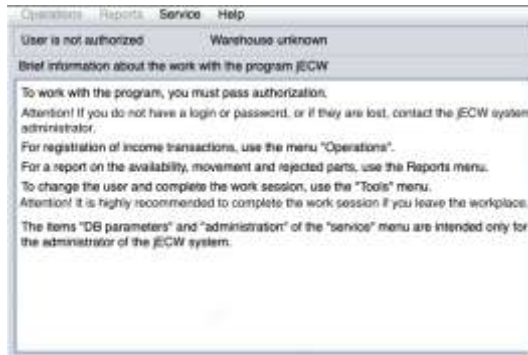 Operations Reports Service Help
User is not authorized Warehouse unknown
Brief information about the work with the program jECW
To work with the program, you must pass authorization.
Attention! If you do not have a login or password, or if they are lost, contact the jECW system
administrator.
For registration of income transactions, use the menu "Operations".
For a report on the availability, movement and rejected parts, use the Reports menu.
To change the user and complete the work session, use the "Tools" menu.
Attention! It is highly recommended to complete the work session if you leave the workplace.
The items "DB parameters" and "administration" of the "service" menu are intended only for
the administrator of the jECW system.